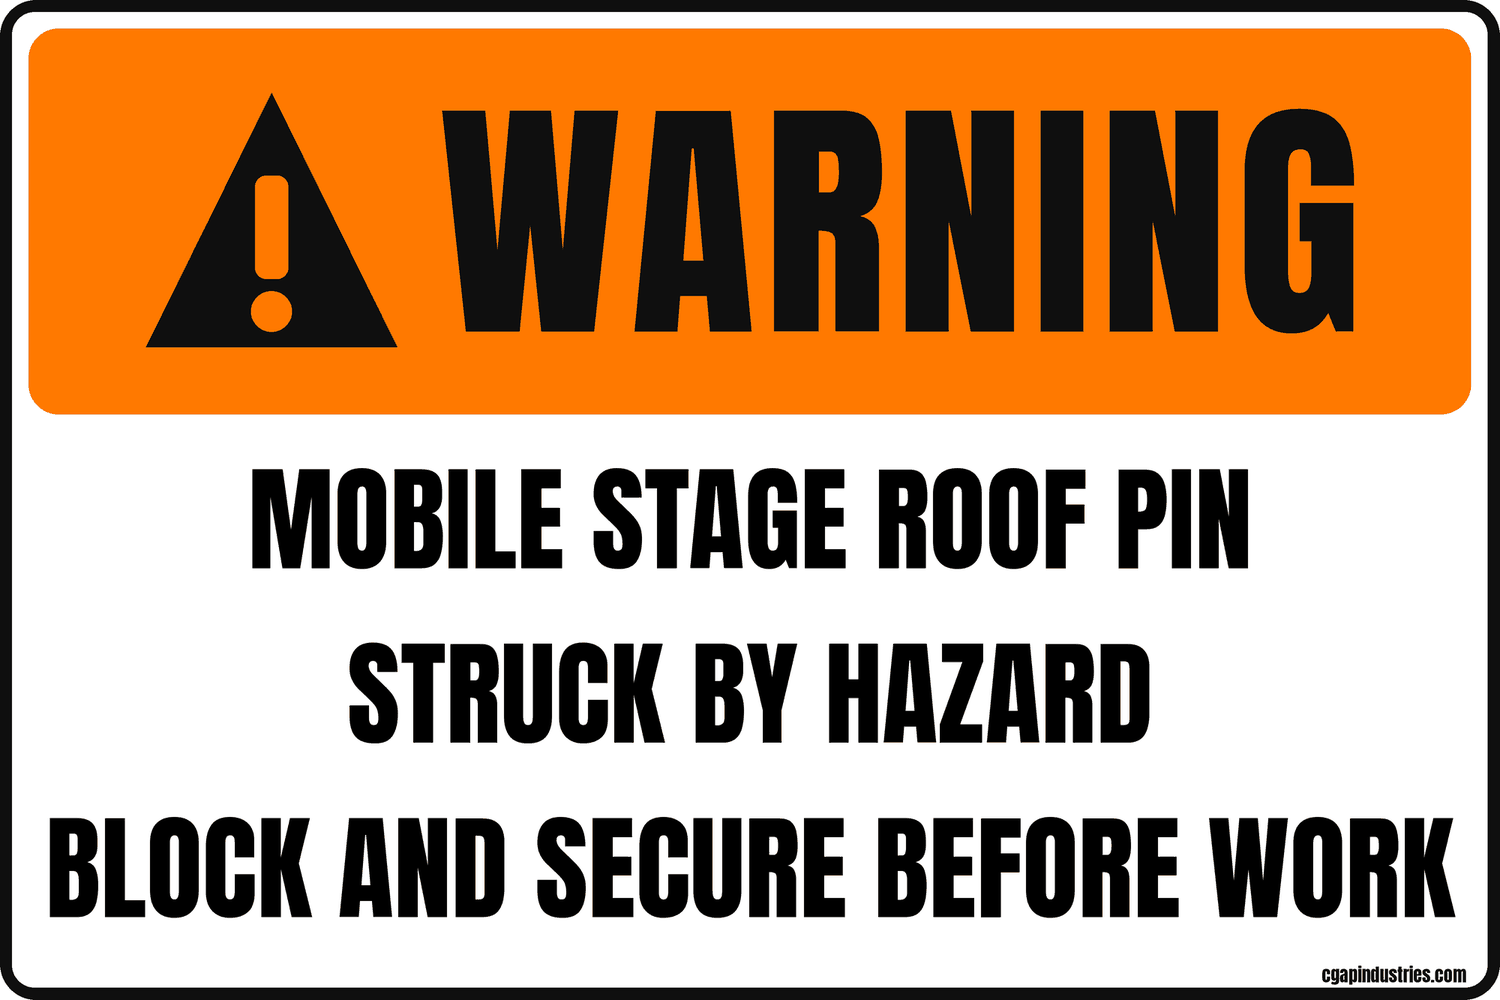 WARNING
MOBILE STAGE ROOF PIN
STRUCK BY HAZARD
BLOCK AND SECURE BEFORE WORK
cgapindustries.com